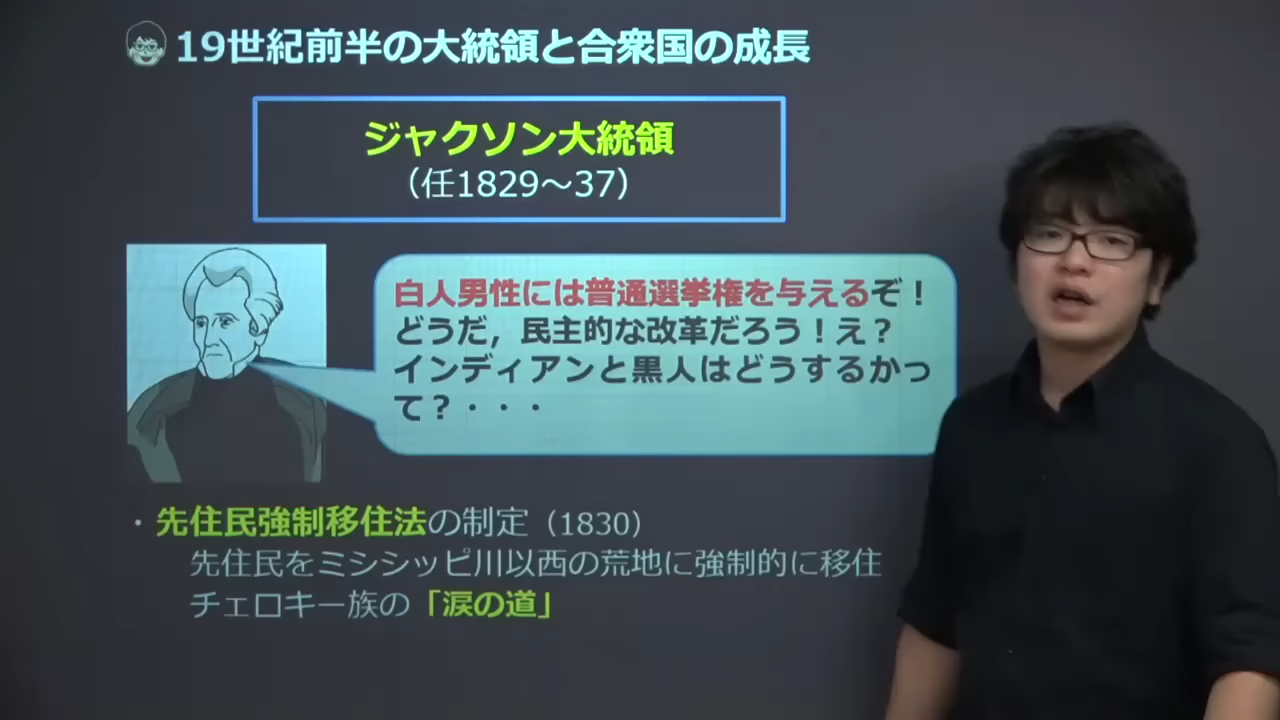 19世紀前半の大統領と合衆国の成長
ジャクソン大統領
（任1829～37）
白人男性には普通選挙権を与えるぞ！
どうだ，民主的な改革だろう！え？
インディアンと黒人はどうするかっ
て？・・・
・先住民強制移住法の制定（1830）
先住民をミシシッピ川以西の荒地に強制的に移住
チェロキー族の「涙の道」